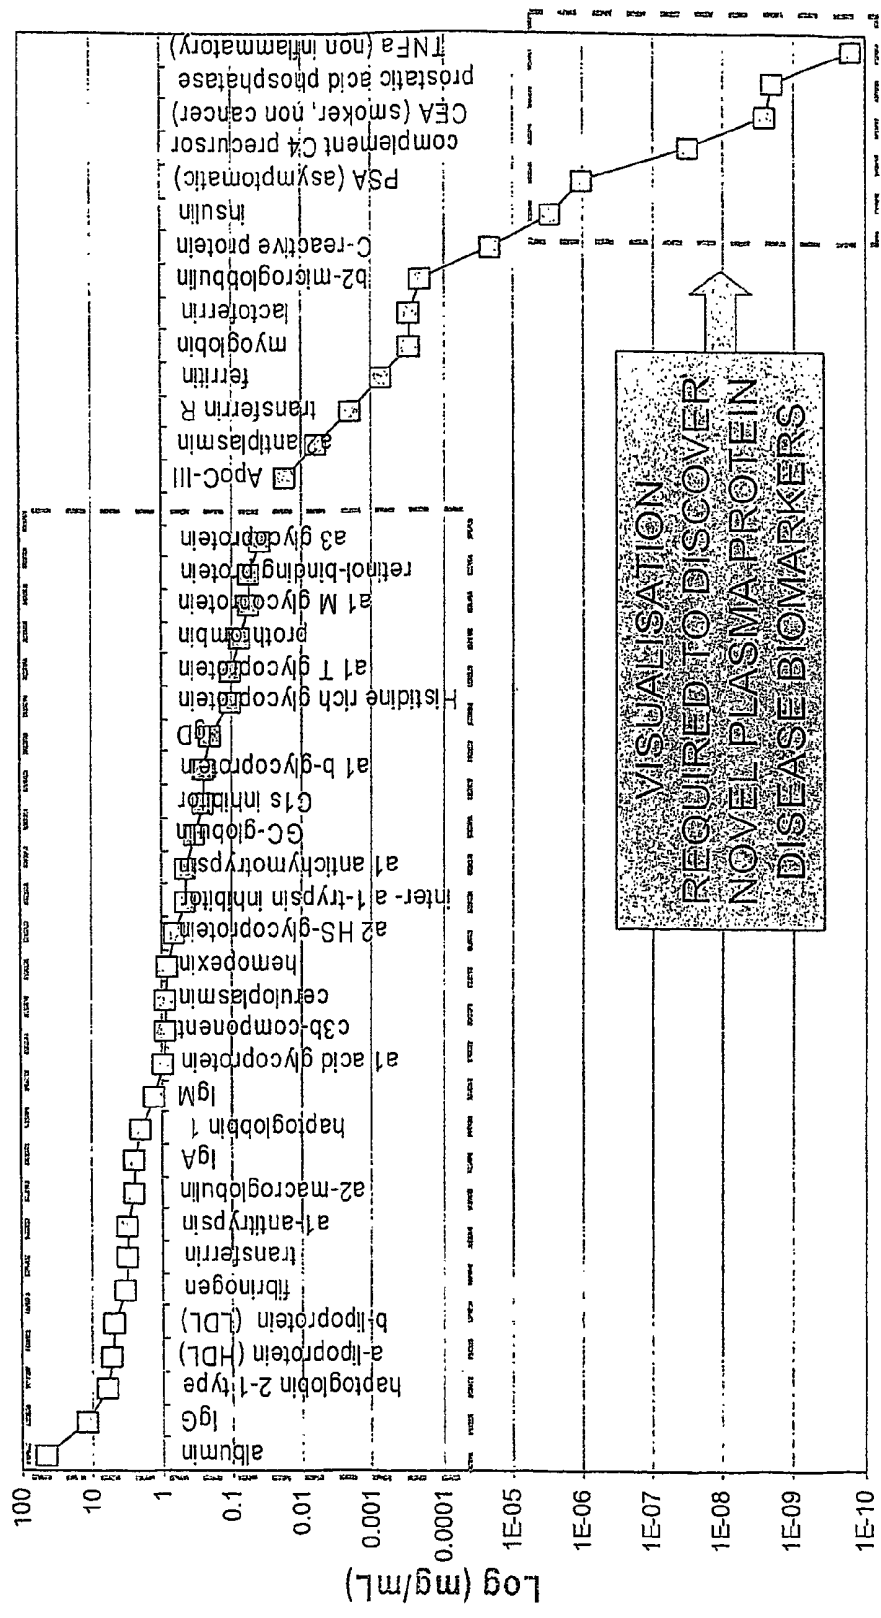 100
10
1
0.1
0.01
0.001
0.0001
1E-05
1E-06
1E-07
1E-08
1E-09
1E-10
Log (mg/mL)
albumin
IgG
haptoglobin 2-1 type
a-lipoprotein (HDL)
b-lipoprotein (LDL)
fibrinogen
transferrin
a1-antitrypsin
a2-macroglobulin
IgA
haptoglobbin 1
IgM
a1 acid glycoprotein
c3b-component
ceruloplasmin
hemopexin
a2 HS-glycoprotein
inter- a 1-trypsin inhibitor
a1 antichymotrypsin
GC-globulin
G1s inhibitor
a1 b-glycoprotein
IgD
Histidine rich glycoprotein
a1 T glycoprotein
prothrombin
a1 M glycoprotein
retinol-binding protein
a3 glycoprotein
ApoC-III
a2 antiplasmin
transferrin R
ferritin
myoglobin
lactoferrin
b2-microglobbulin
C-reactive protein
insulin
PSA (asymptomatic)
complement C4 precursor
CEA (smoker, non cancer)
prostatic acid phosphatase
TNFa (non inflammatory)
VISUALISATION
REQUIRED TO DISCOVER
NOVEL PLASMA PROTEIN
DISEASE BIOMARKERS